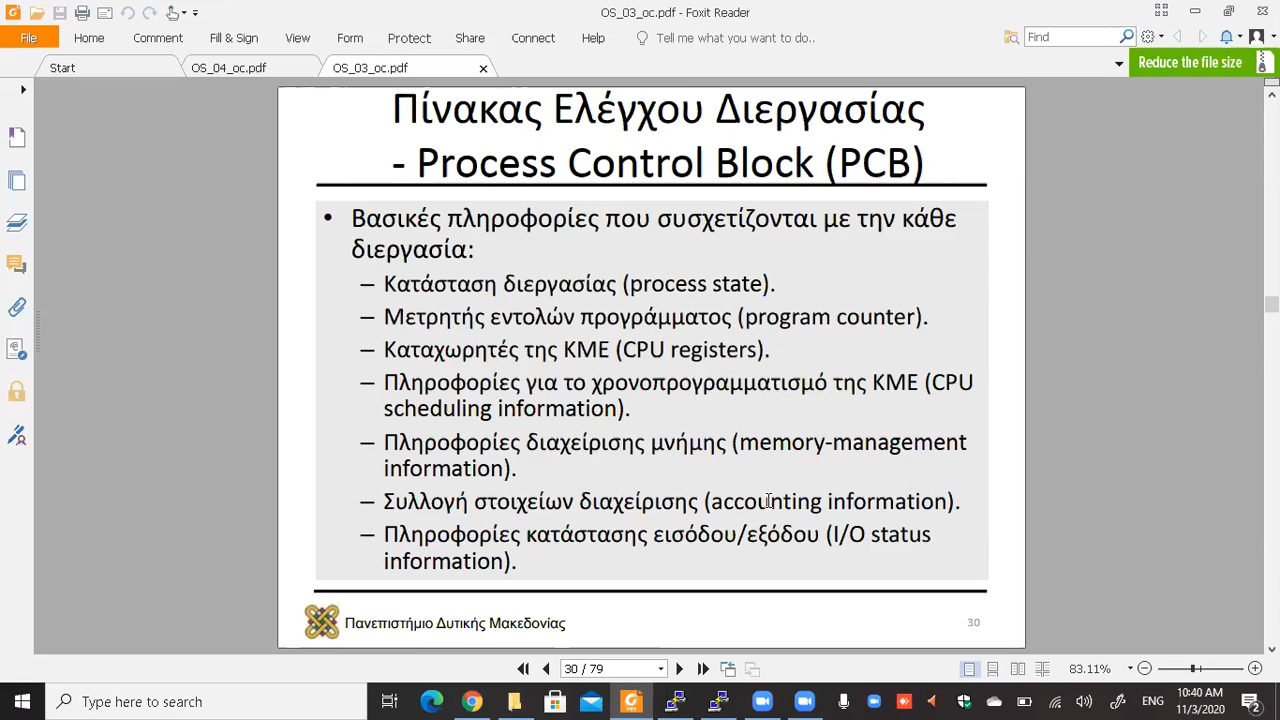 OS_03_oc.pdf - Foxit Reader
File Home Comment Fill & Sign View Form Protect Share Connect Help Tell me what you want to do.. Find
Start OS_04_oc.pdf OS_03_oc.pdf Reduce the file size
Πίνακας Ελέγχου Διεργασίας
- Process Control Block (PCB)
• Βασικές πληροφορίες που συσχετίζονται με την κάθε
διεργασία:
– Κατάσταση διεργασίας (process state).
– Μετρητής εντολών προγράμματος (program counter).
– Καταχωρητές της ΚΜΕ (CPU registers).
– Πληροφορίες για το χρονοπρογραμματισμό της ΚΜΕ (CPU
scheduling information).
– Πληροφορίες διαχείρισης μνήμης (memory-management
information).
– Συλλογή στοιχείων διαχείρισης (accounting information).
– Πληροφορίες κατάστασης εισόδου/εξόδου (I/O status
information).
Πανεπιστήμιο Δυτικής Μακεδονίας 30
30 / 79 83.11%
Type here to search ENG 10:40 AM
11/3/2020 2